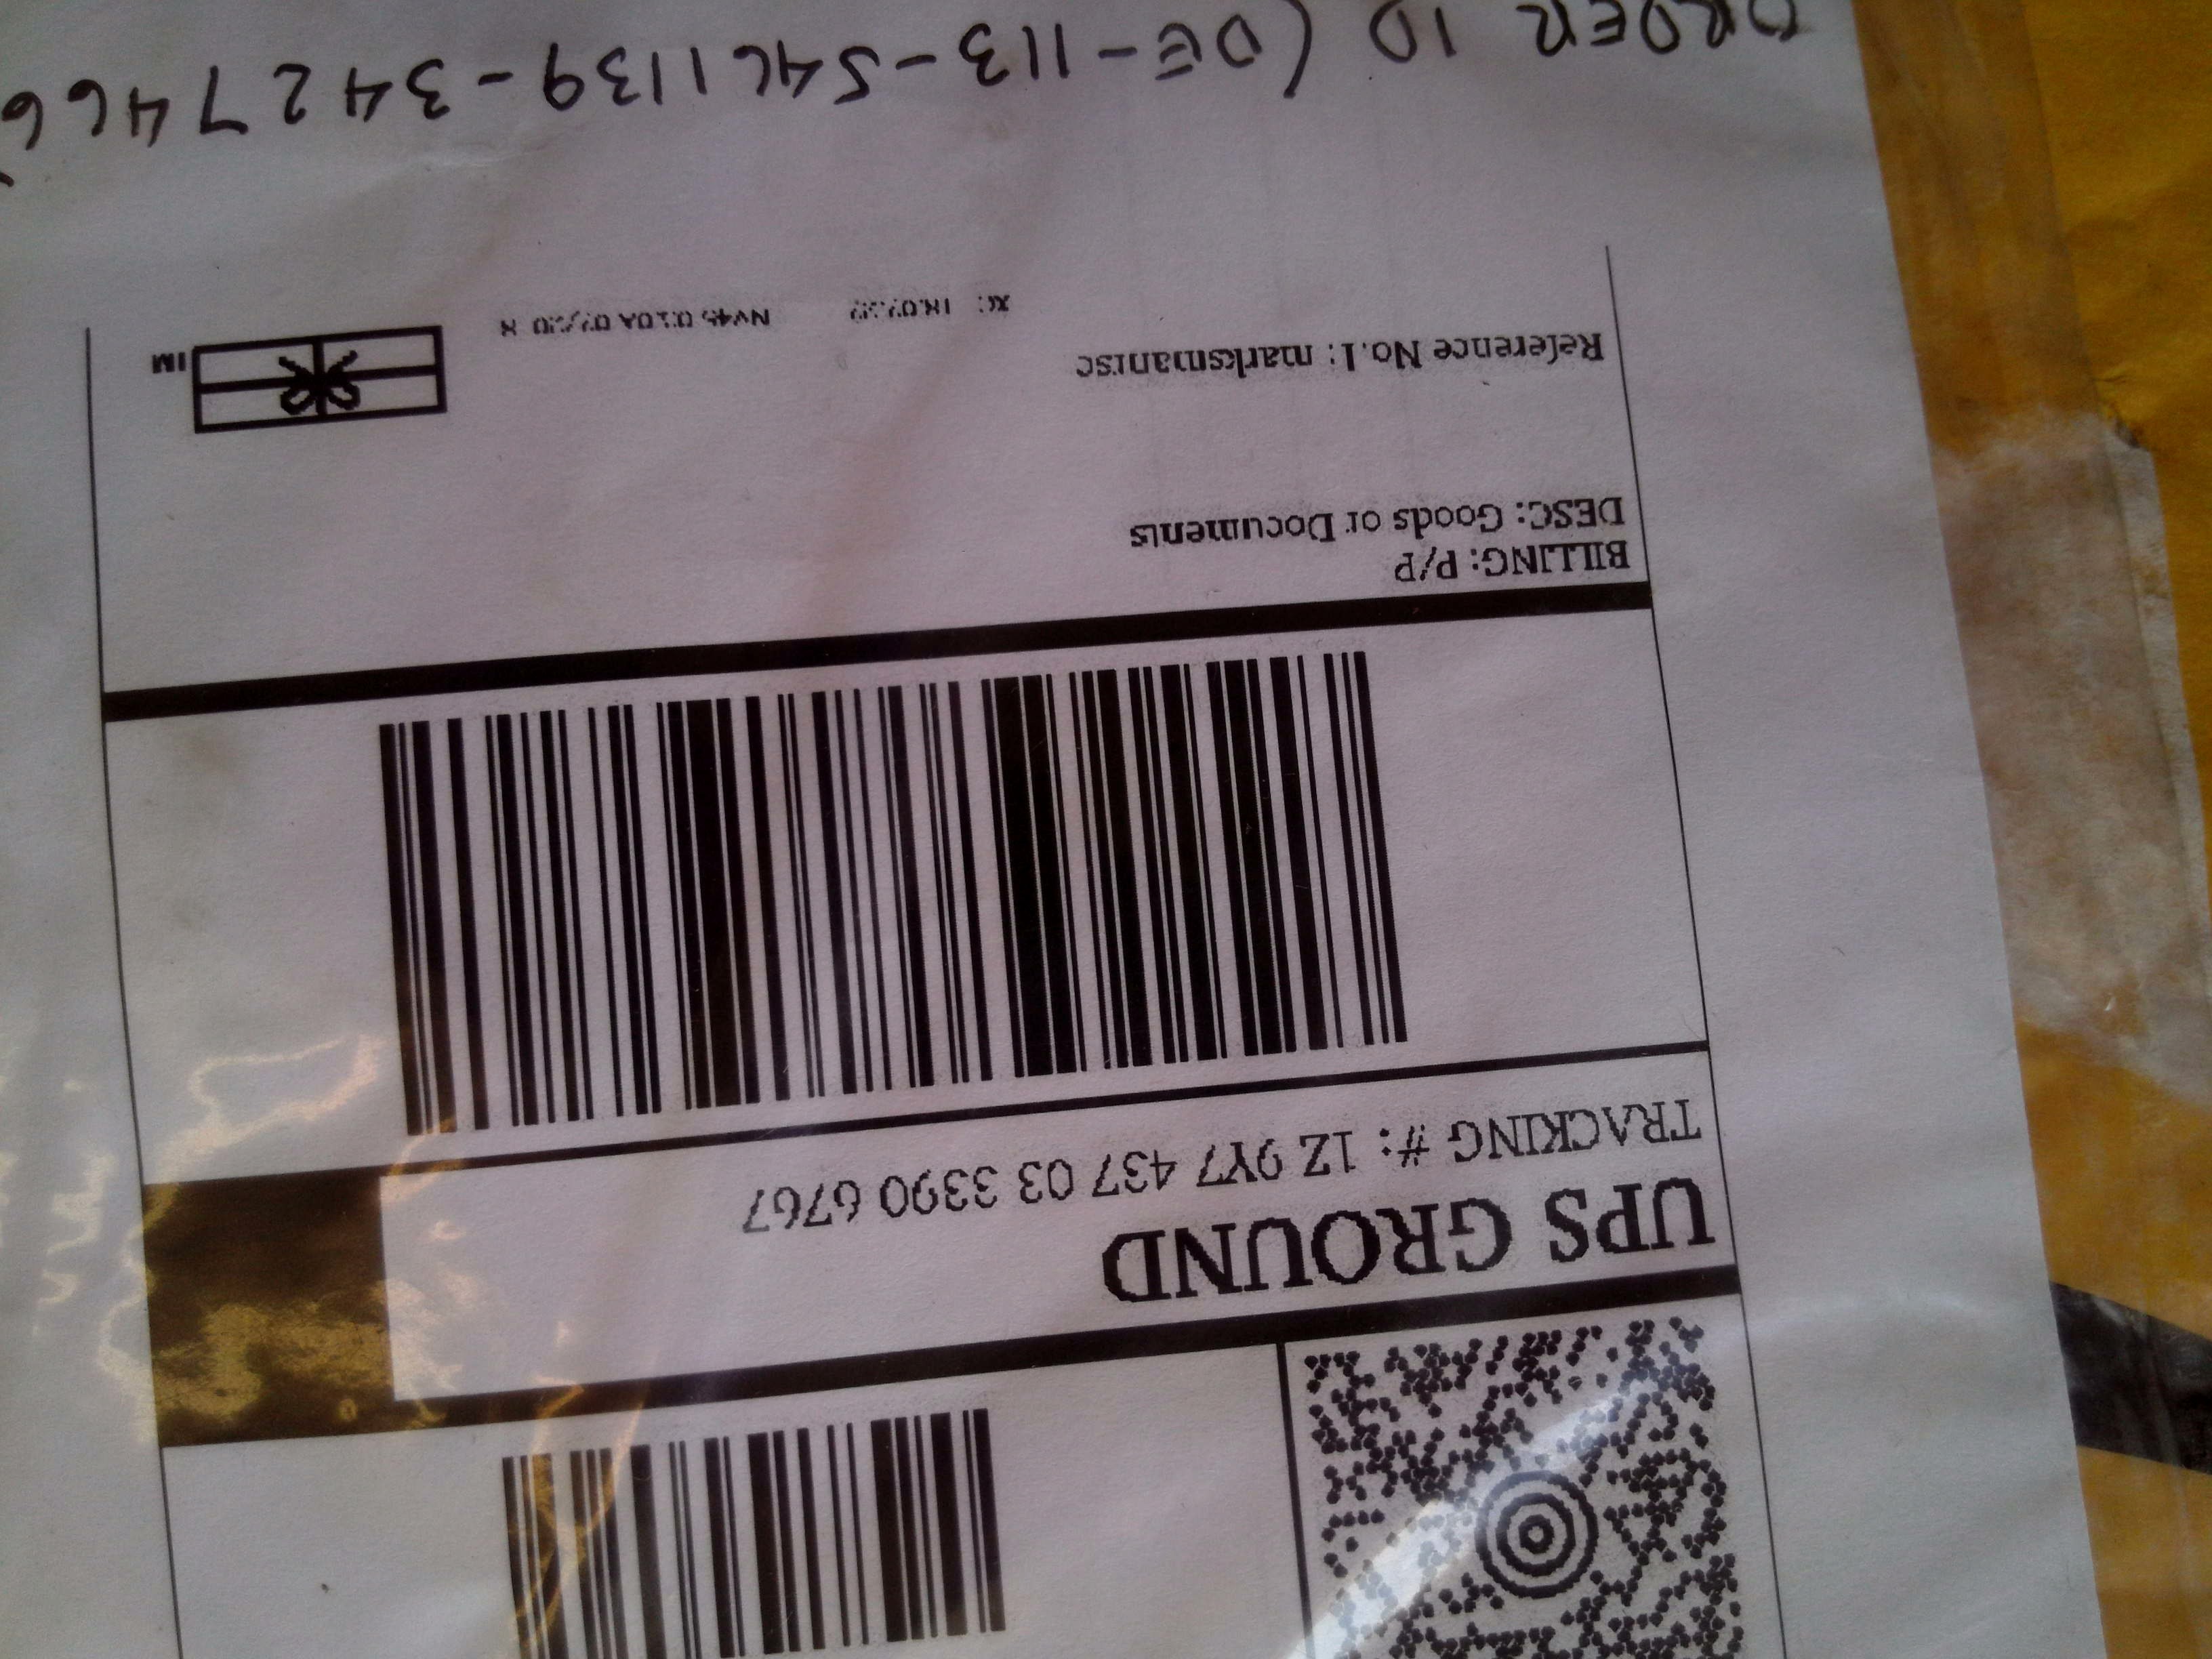 UPS GROUND
TRACKING #: 1Z 9Y7 437 03 3390 6767
BILLING: P/P
DESC: Goods or Documents
Reference No.1: marksmanrsc
ORDER ID (DE-113-5461139-3427466